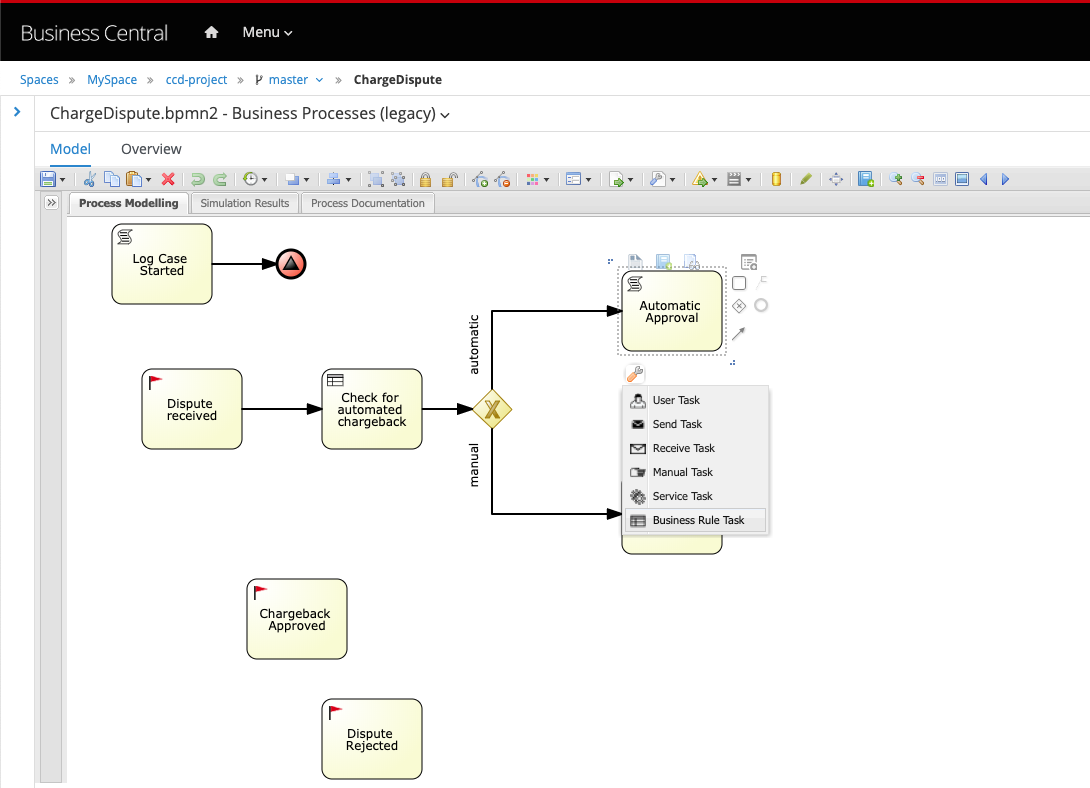 Business Central
Menu
Spaces » MySpace » ccd-project » master » ChargeDispute
ChargeDispute.bpmn2 - Business Processes (legacy)
Model Overview
Process Modelling Simulation Results Process Documentation
Log Case
Started
automatic
Automatic
Approval
Dispute
received
Check for
automated
chargeback
X
manual
User Task
Send Task
Receive Task
Manual Task
Service Task
Business Rule Task
Chargeback
Approved
Dispute
Rejected